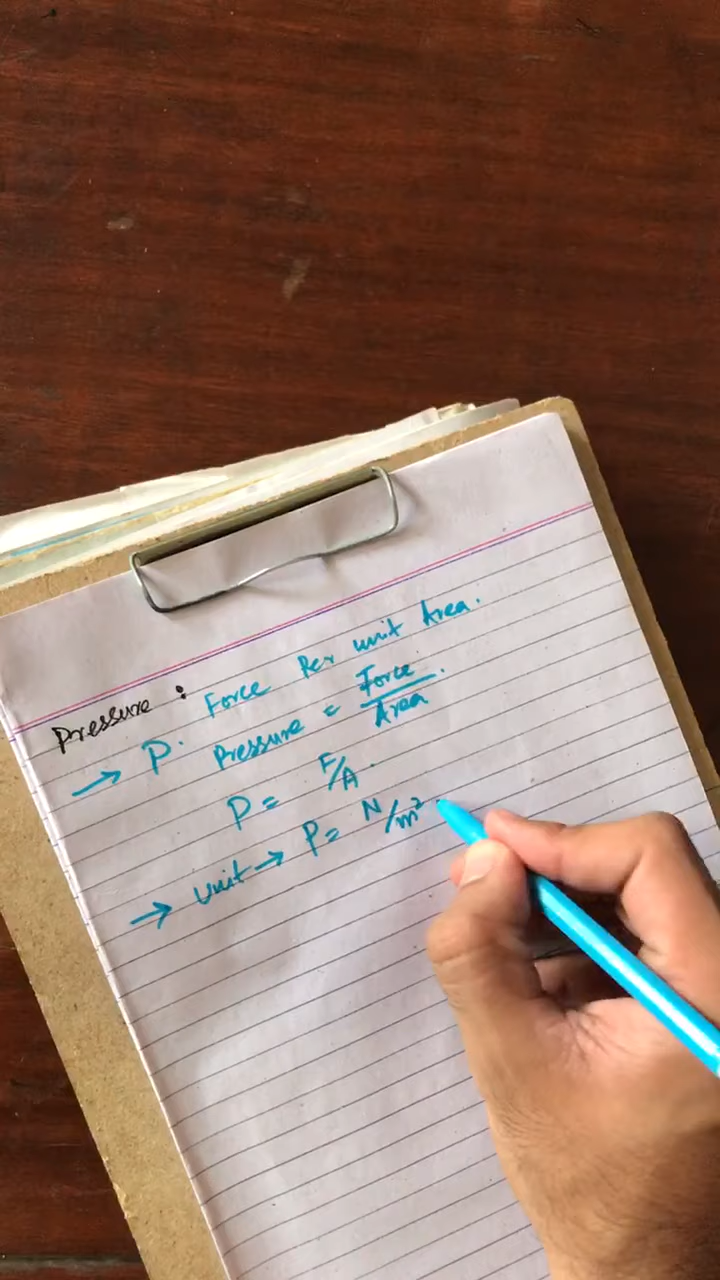 Pressure : Force Per unit Area.
→ P. Pressure = Force/Area.
P = F/A.
→ unit → P = N/m²